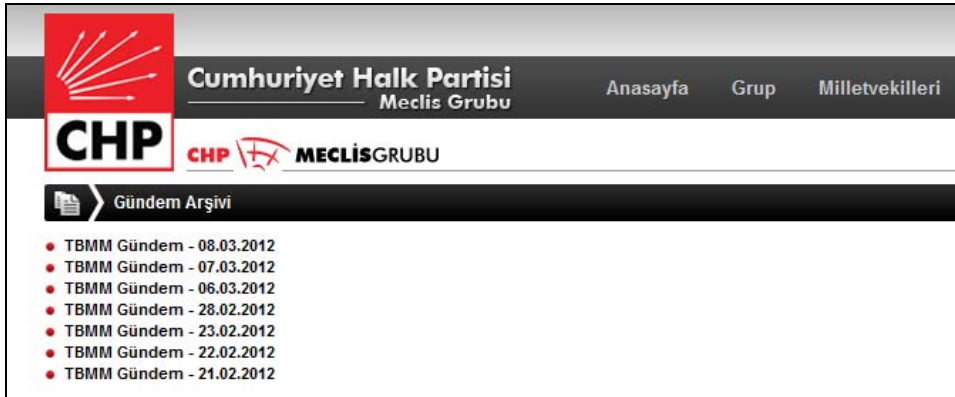 Cumhuriyet Halk Partisi
Meclis Grubu
Anasayfa Grup Milletvekilleri
CHP
CHP MECLİSGRUBU
Gündem Arşivi
TBMM Gündem - 08.03.2012
TBMM Gündem - 07.03.2012
TBMM Gündem - 06.03.2012
TBMM Gündem - 28.02.2012
TBMM Gündem - 23.02.2012
TBMM Gündem - 22.02.2012
TBMM Gündem - 21.02.2012